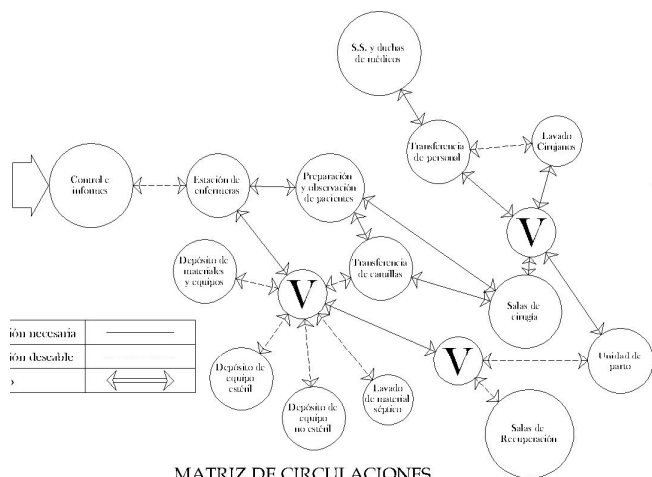 S.S. y duchas
de médicos
Transferencia
de personal
Lavado
Cirujanos
Control e
informes
Estación de
enfermeras
Preparación
y observación
de pacientes
V
Depósito de
materiales
y equipos
V
Transferencia
de camillas
Salas de
cirugía
ción necesaria
ción deseable
o
V
Unidad de
parto
Depósito de
equipo
estéril
Depósito de
equipo
no estéril
Lavado
de material
séptico
Salas de
Recuperación
MATRIZ DE CIRCULACIONES